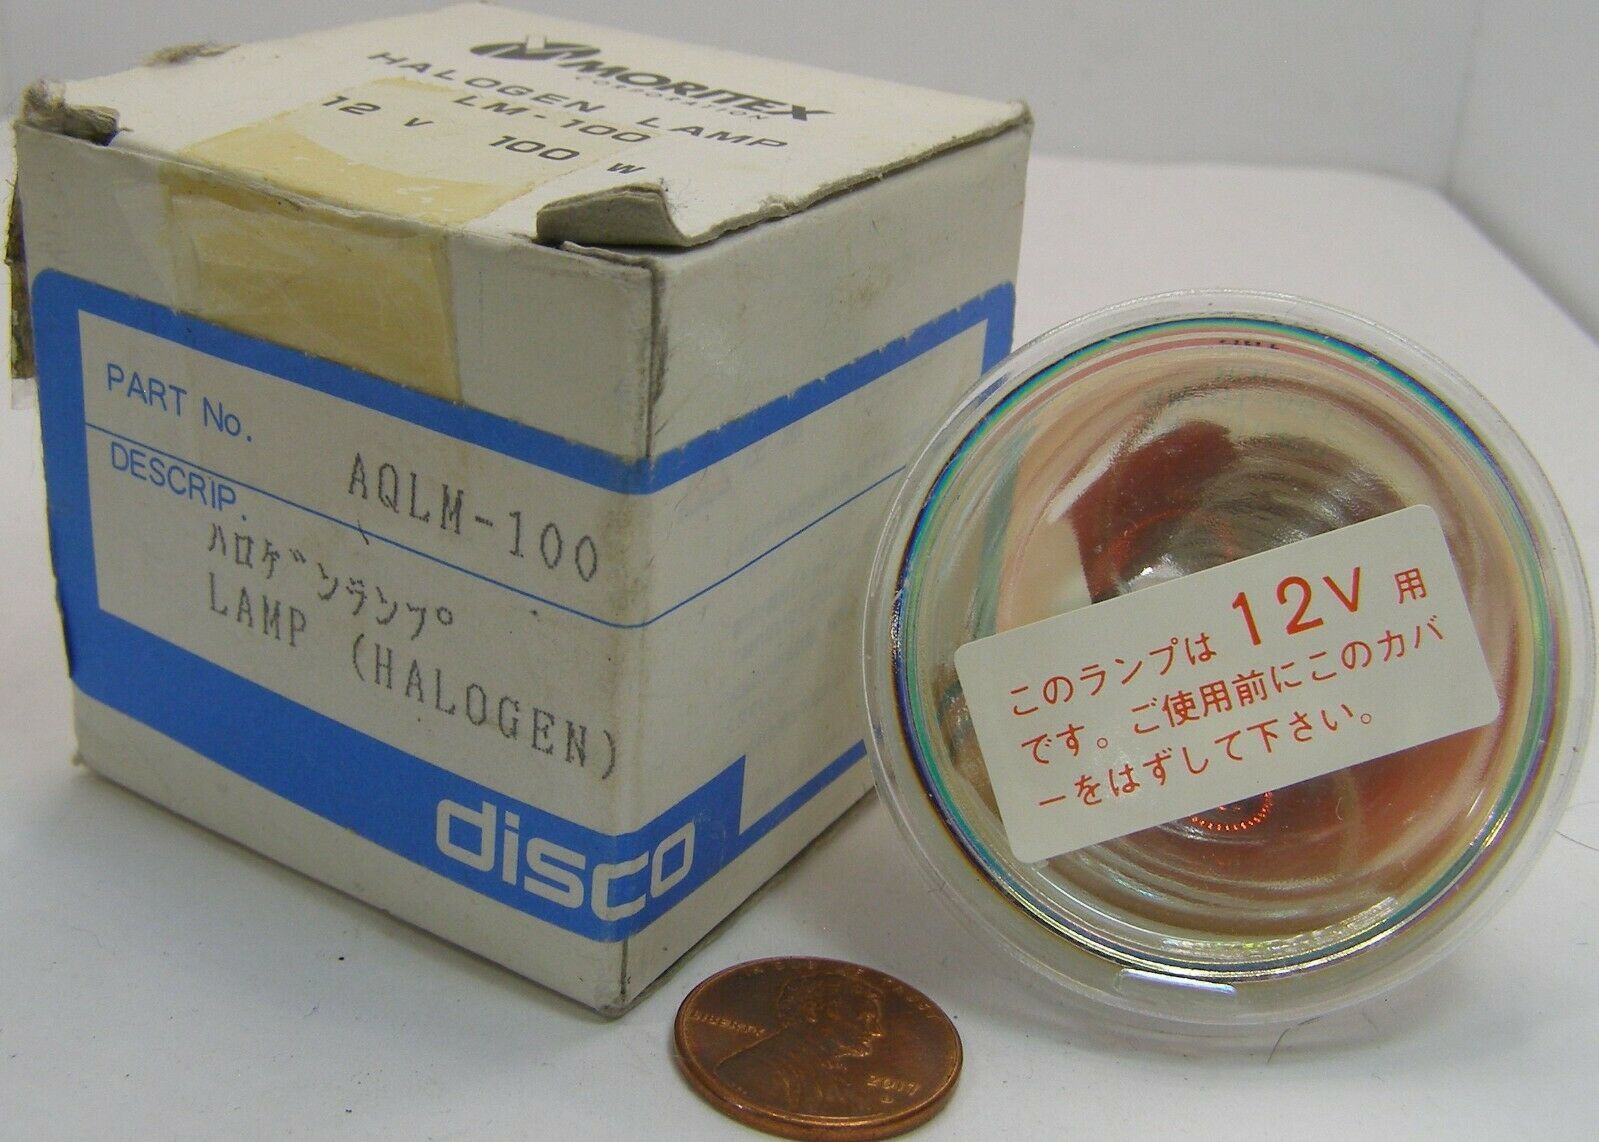 MORITEX
CORPORATION
HALOGEN LAMP
LM-100
12 V 100 W
PART No.
AQLM-100
DESCRIP.
ﾊﾛｹﾞﾝﾗﾝﾌﾟ
LAMP (HALOGEN)
disco
このランプは 12V 用
です。ご使用前にこのカバ
ーをはずして下さい。
LIBERTY
2017
D